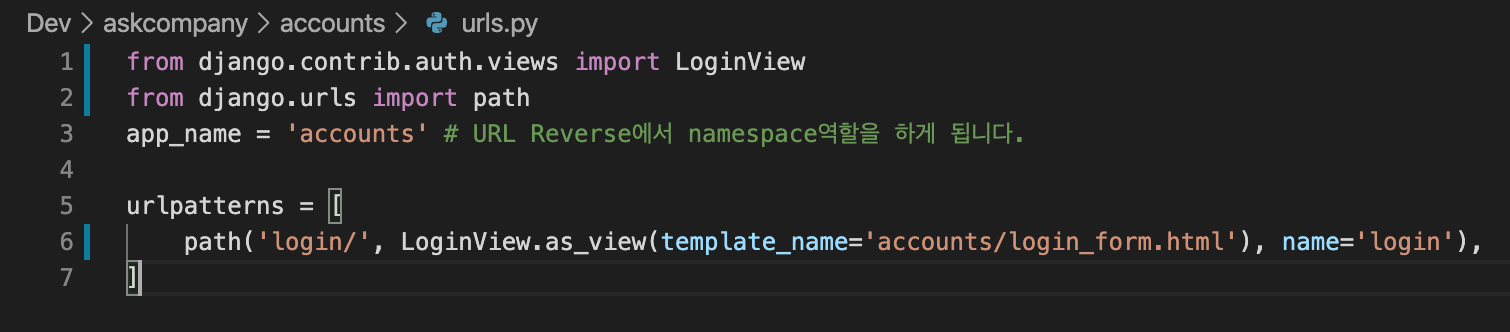 Dev > askcompany > accounts > urls.py
1 from django.contrib.auth.views import LoginView
2 from django.urls import path
3 app_name = 'accounts' # URL Reverse에서 namespace역할을 하게 됩니다.
4
5 urlpatterns = [
6     path('login/', LoginView.as_view(template_name='accounts/login_form.html'), name='login'),
7 ]